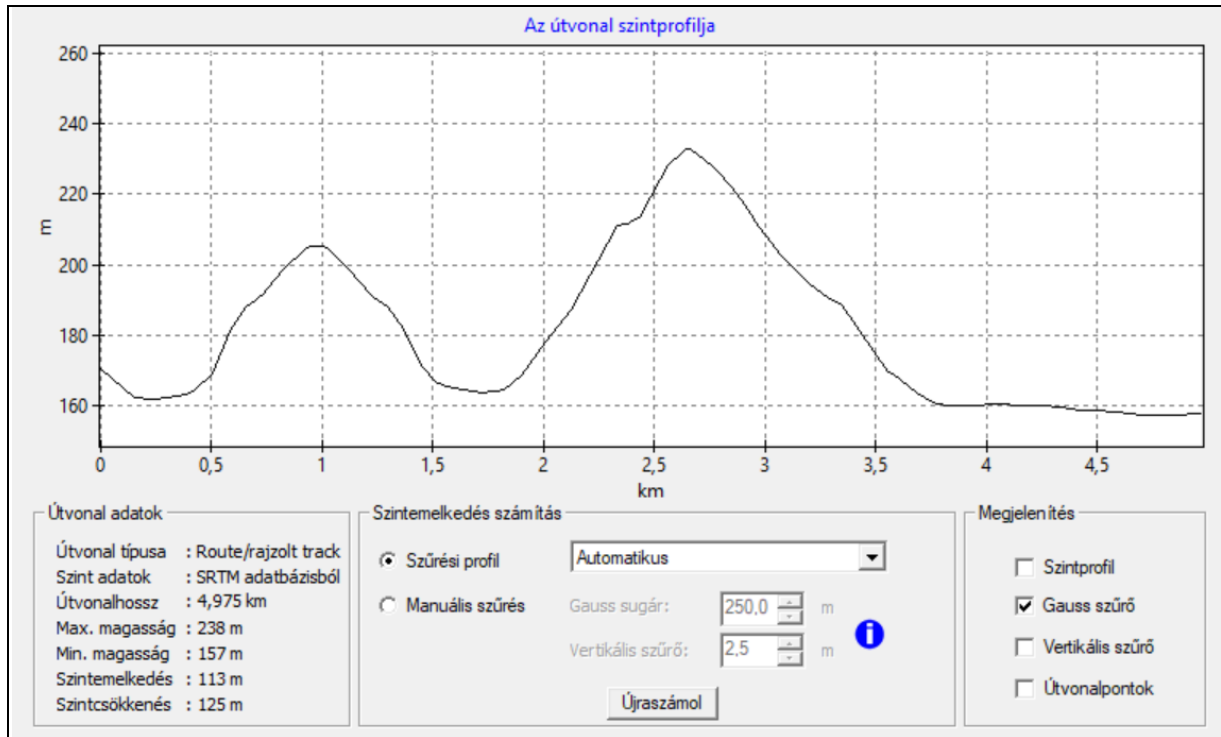 Az útvonal szintprofilja
260
240
220
200
180
160
m
0 0,5 1 1,5 2 2,5 3 3,5 4 4,5
km
Útvonal adatok
Útvonal típusa : Route/rajzolt track
Szint adatok : SRTM adatbázisból
Útvonalhossz : 4,975 km
Max. magasság : 238 m
Min. magasság : 157 m
Szintemelkedés : 113 m
Szintcsökkenés : 125 m
Szintemelkedés számítás
Szűrési profil Automatikus
Manuális szűrés Gauss sugár: 250,0 m
Vertikális szűrő: 2,5 m
i
Újraszámol
Megjelenítés
Szintprofil
Gauss szűrő
Vertikális szűrő
Útvonalpontok